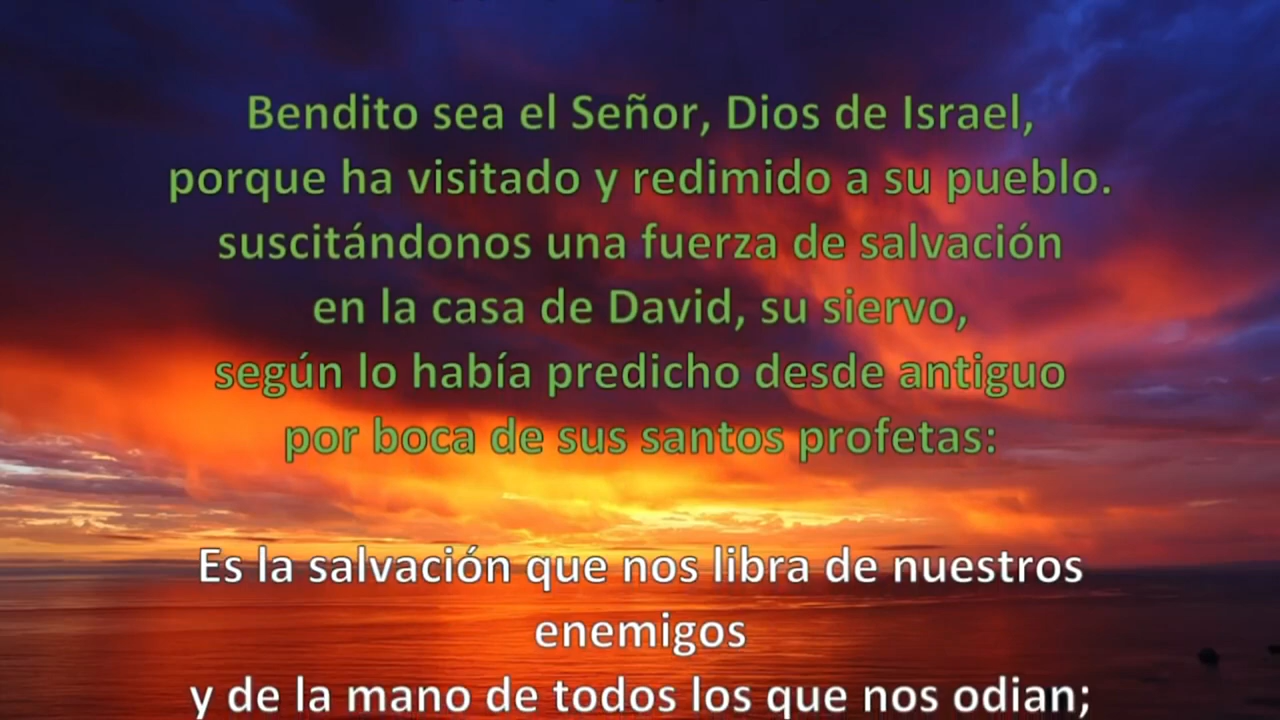 Bendito sea el Señor, Dios de Israel,
porque ha visitado y redimido a su pueblo.
suscitándonos una fuerza de salvación
en la casa de David, su siervo,
según lo había predicho desde antiguo
por boca de sus santos profetas:
Es la salvación que nos libra de nuestros
enemigos
y de la mano de todos los que nos odian;